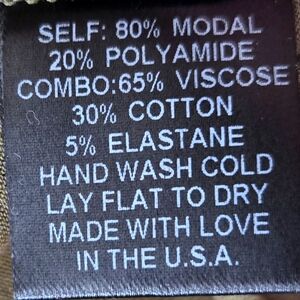 SELF: 80% MODAL
20% POLYAMIDE
COMBO:65% VISCOSE
30% COTTON
5% ELASTANE
HAND WASH COLD
LAY FLAT TO DRY
MADE WITH LOVE
IN THE U.S.A.